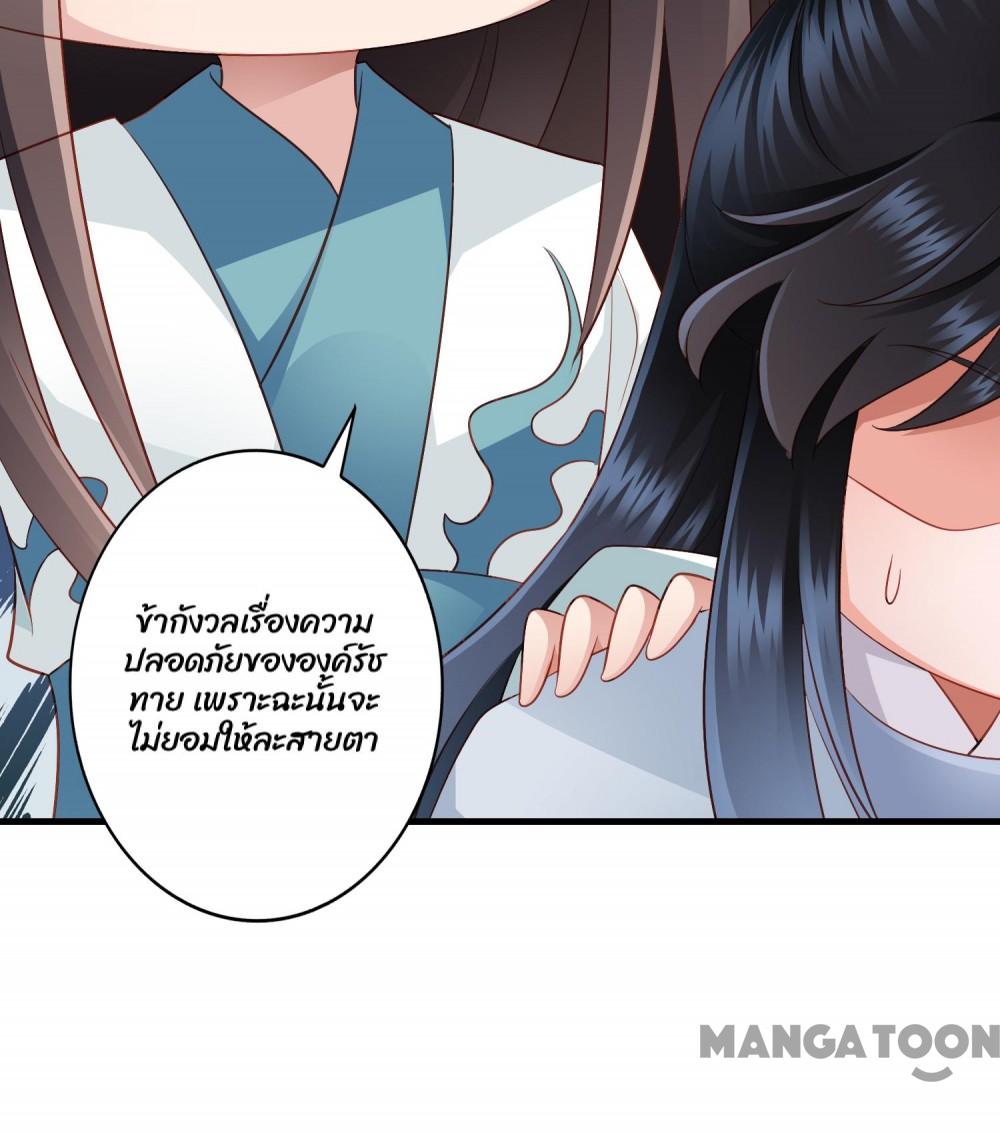 ข้ากังวลเรื่องความ
ปลอดภัยขององค์รัช
ทาย เพราะฉะนั้นจะ
ไม่ยอมให้ละสายตา
MANGATOON